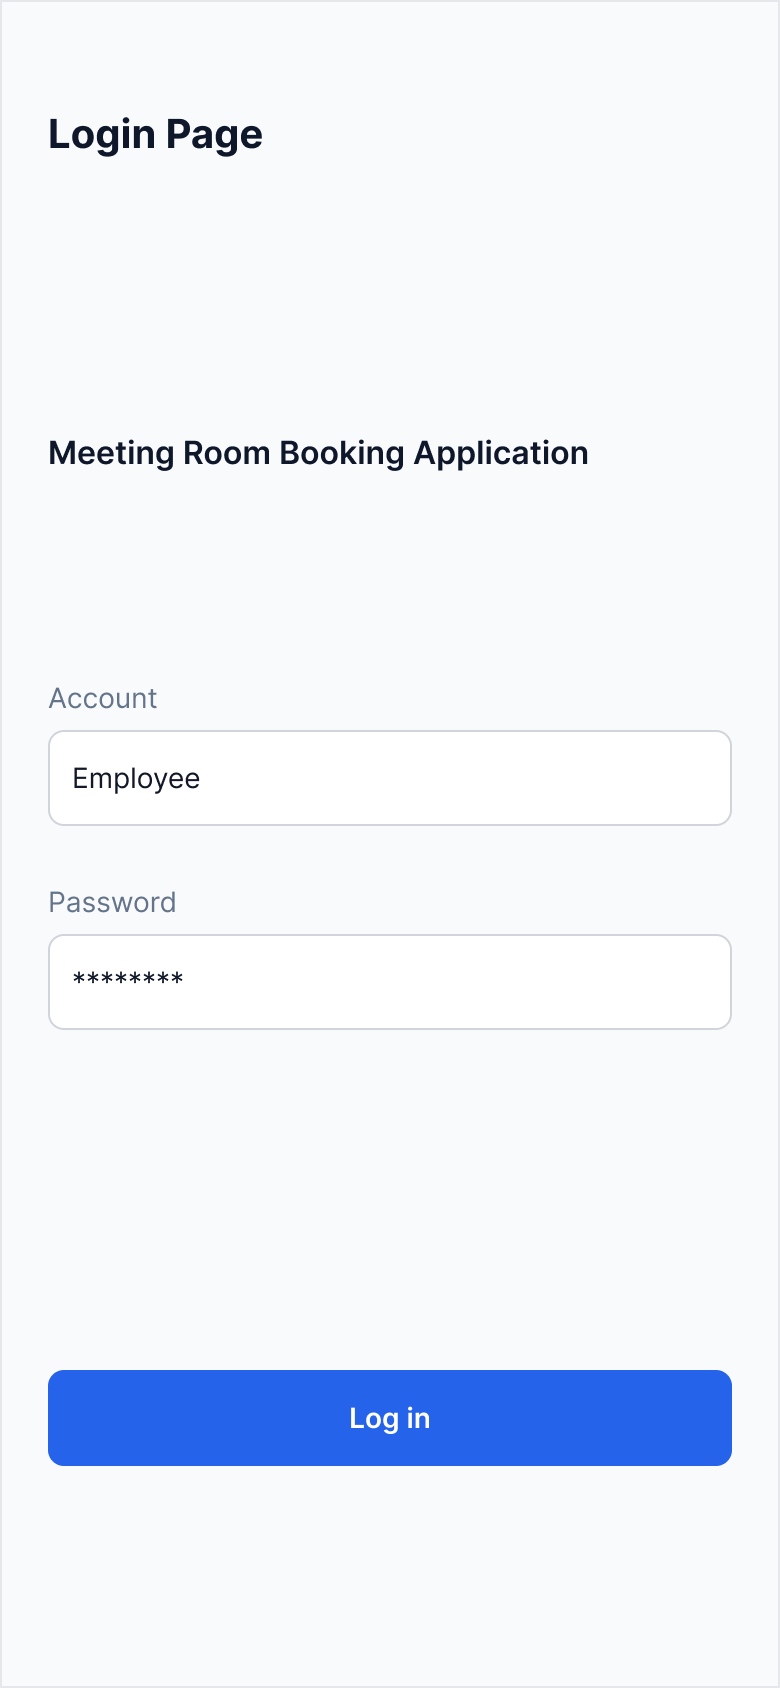 Login Page
Meeting Room Booking Application
Account
Employee
Password
********
Log in